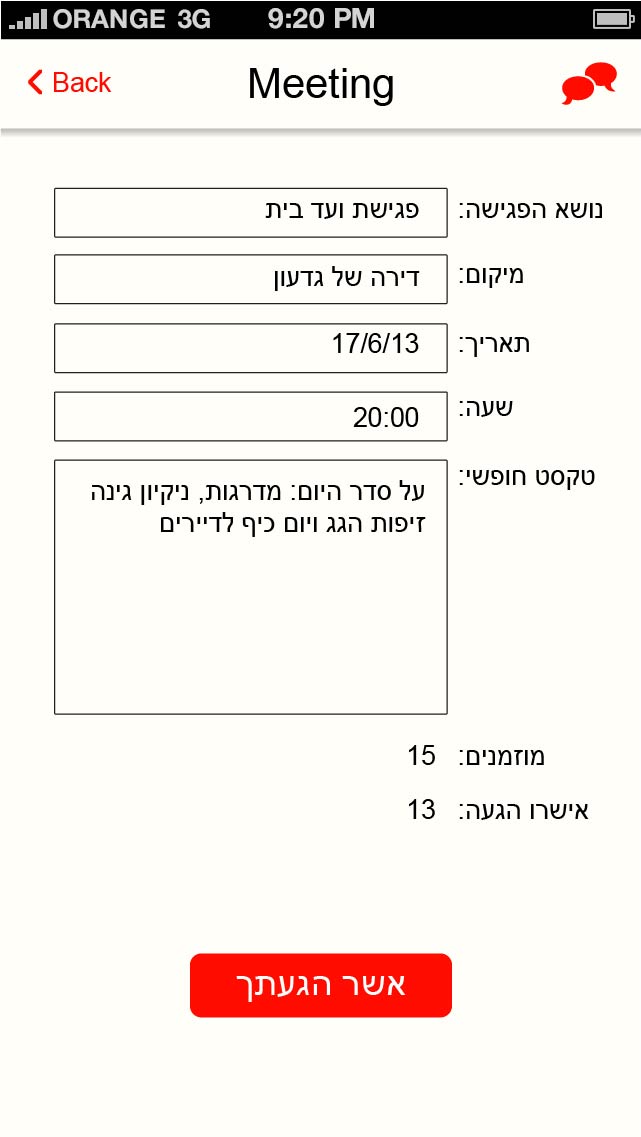 ORANGE 3G 9:20 PM
Back Meeting
נושא הפגישה: פגישת ועד בית
מיקום: דירה של גדעון
תאריך: 17/6/13
שעה: 20:00
טקסט חופשי: על סדר היום: מדרגות, ניקיון גינה
זיפות הגג ויום כיף לדיירים
מוזמנים: 15
אישרו הגעה: 13
אשר הגעתך